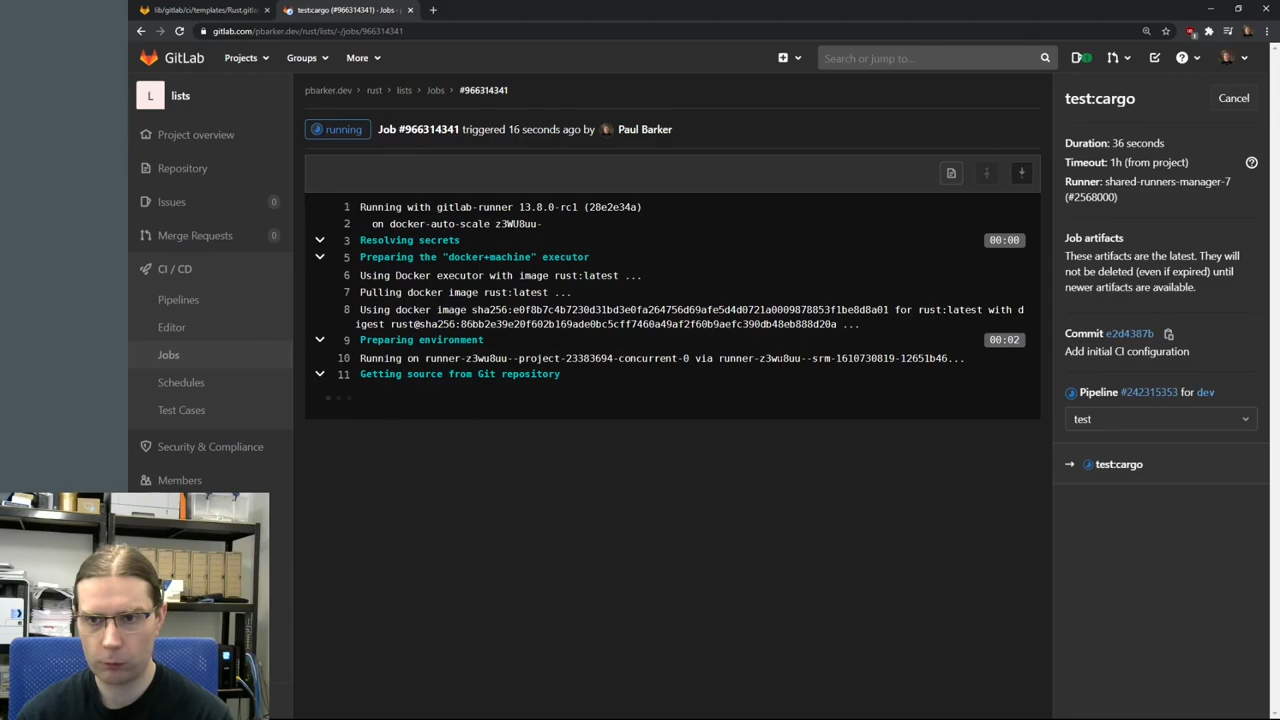 lib/gitlab/ci/templates/Rust.gitla
test:cargo (#966314341) · Jobs · p
gitlab.com/pbarker.dev/rust/lists/-/jobs/966314341
GitLab
Projects
Groups
More
Search or jump to...
1
L
lists
Project overview
Repository
Issues
0
Merge Requests
0
CI / CD
Pipelines
Editor
Jobs
Schedules
Test Cases
Security & Compliance
Members
pbarker.dev › rust › lists › Jobs › #966314341
running
Job #966314341 triggered 16 seconds ago by Paul Barker
1 Running with gitlab-runner 13.8.0-rc1 (28e2e34a)
2 on docker-auto-scale z3WU8uu-
3 Resolving secrets 00:00
5 Preparing the "docker+machine" executor
6 Using Docker executor with image rust:latest ...
7 Pulling docker image rust:latest ...
8 Using docker image sha256:e0f8b7c4b7230d31bd3e0fa264756d69afe5d4d0721a0009878853f1be8d8a01 for rust:latest with d
igest rust@sha256:86bb2e39e20f602b169ade0bc5cff7460a49af2f60b9aefc390db48eb888d20a ...
9 Preparing environment 00:02
10 Running on runner-z3wu8uu--project-23383694-concurrent-0 via runner-z3wu8uu--srm-1610730819-12651b46...
11 Getting source from Git repository
test:cargo
Cancel
Duration: 36 seconds
Timeout: 1h (from project)
Runner: shared-runners-manager-7
(#2568000)
Job artifacts
These artifacts are the latest. They will
not be deleted (even if expired) until
newer artifacts are available.
Commit e2d4387b
Add initial CI configuration
Pipeline #242315353 for dev
test
→ test:cargo